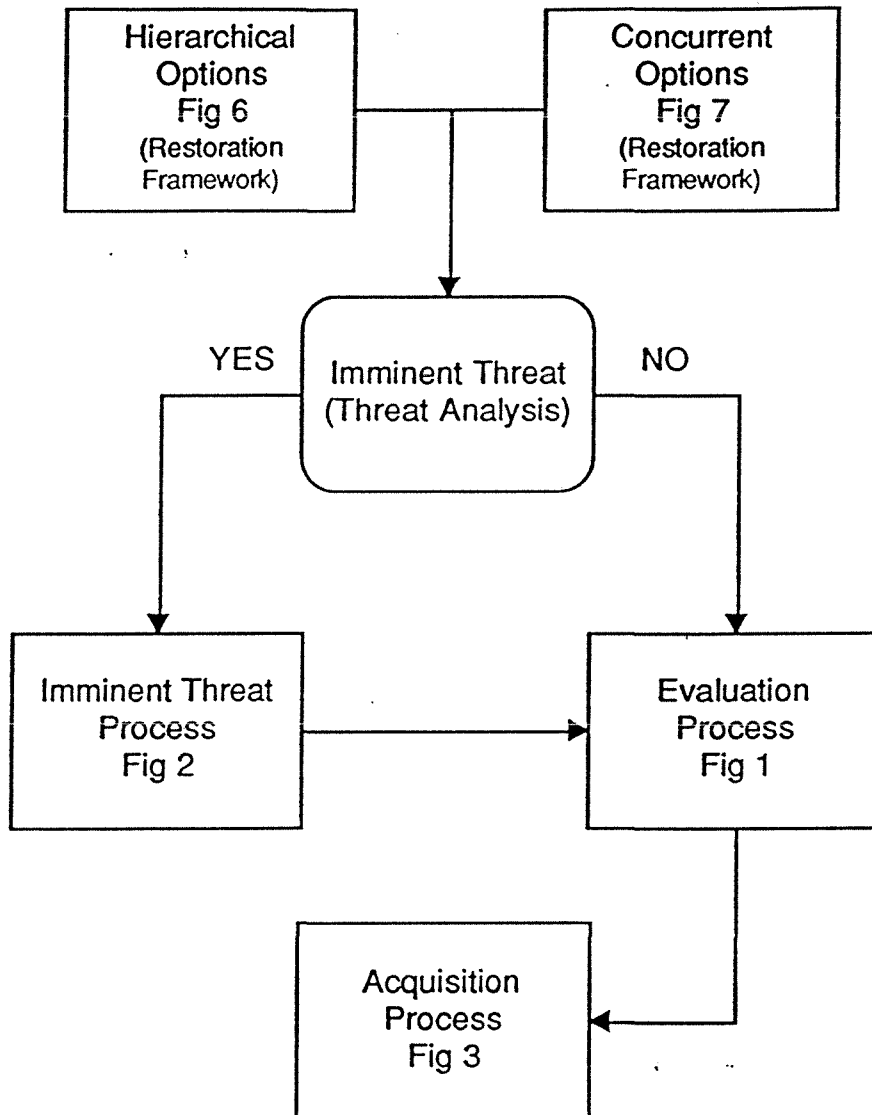 Hierarchical
Options
Fig 6
(Restoration
Framework)
Concurrent
Options
Fig 7
(Restoration
Framework)
YES
Imminent Threat
(Threat Analysis)
NO
Imminent Threat
Process
Fig 2
Evaluation
Process
Fig 1
Acquisition
Process
Fig 3